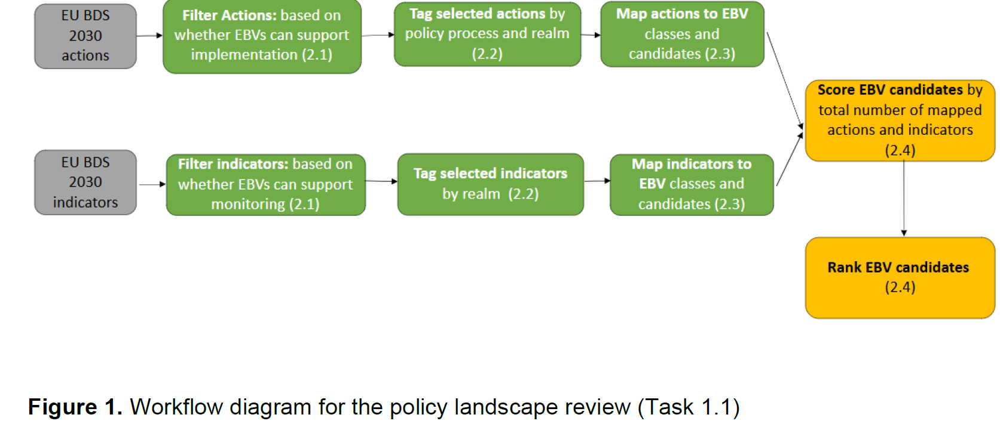 EU BDS
2030
actions
Filter Actions: based on
whether EBVs can support
implementation (2.1)
Tag selected actions by
policy process and realm
(2.2)
Map actions to EBV
classes and
candidates (2.3)
Score EBV candidates by
total number of mapped
actions and indicators
(2.4)
EU BDS
2030
indicators
Filter indicators: based on
whether EBVs can support
monitoring (2.1)
Tag selected indicators
by realm (2.2)
Map indicators to
EBV classes and
candidates (2.3)
Rank EBV candidates
(2.4)
Figure 1. Workflow diagram for the policy landscape review (Task 1.1)